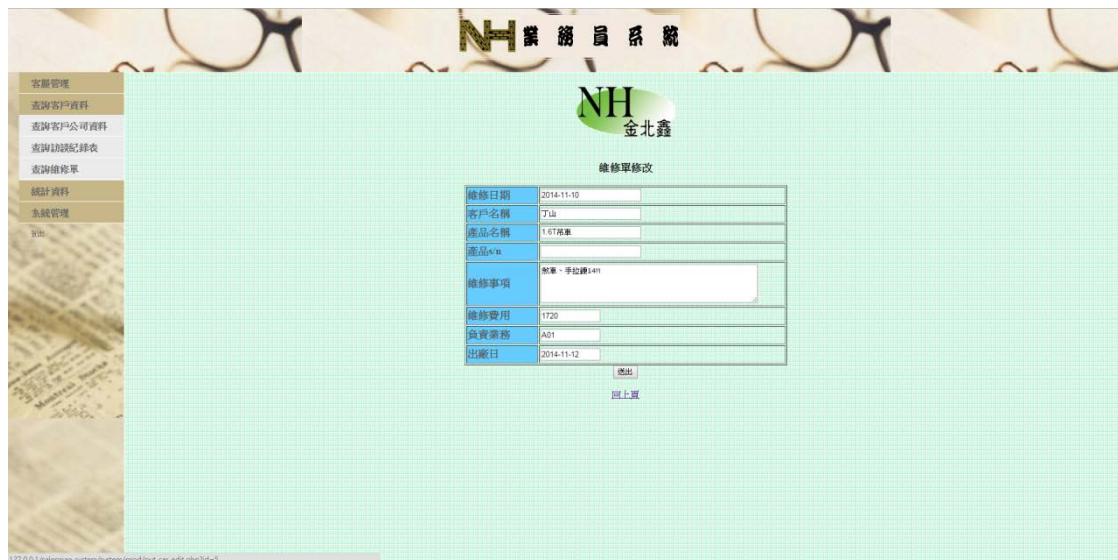 NH業務員系統
客服管理
查詢客戶資料
查詢客戶公司資料
查詢訪談紀錄表
查詢維修單
統計資料
系統管理
登出
NH
金北鑫
維修單修改
維修日期 2014-11-10
客戶名稱 丁山
產品名稱 1.6T吊車
產品s/n
維修事項 煞車、手拉鍊14m
維修費用 1720
負責業務 A01
出廠日 2014-11-12
送出
回上頁
Montreal